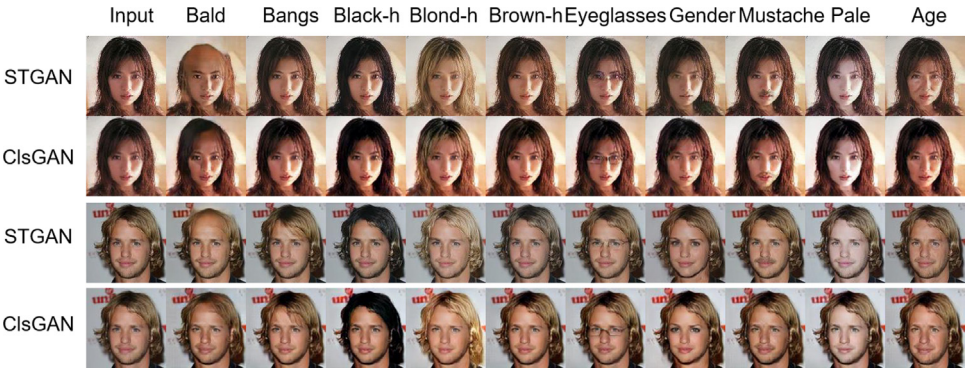 Input Bald Bangs Black-h Blond-h Brown-h Eyeglasses Gender Mustache Pale Age
STGAN
ClsGAN
STGAN
ClsGAN